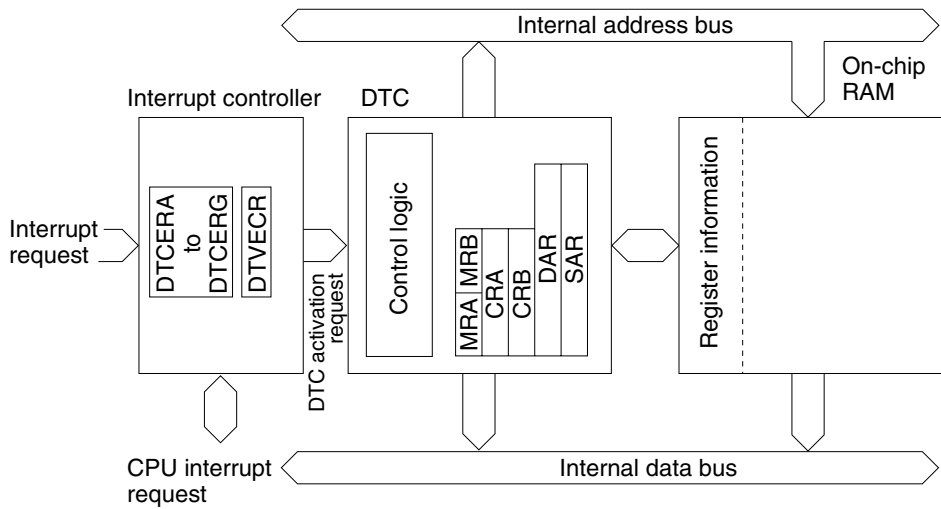 Internal address bus
On-chip
RAM
Interrupt controller
DTC
Interrupt
request
DTCERA
to
DTCERG
DTVECR
DTC activation
request
Control logic
MRA
MRB
CRA
CRB
DAR
SAR
Register information
CPU interrupt
request
Internal data bus